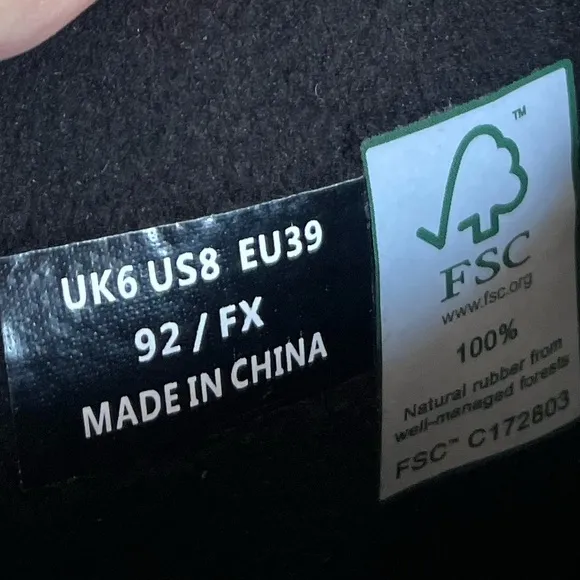 UK6 US8 EU39
92 / FX
MADE IN CHINA
TM
FSC
www.fsc.org
100%
Natural rubber from
well-managed forests
FSC™ C172803